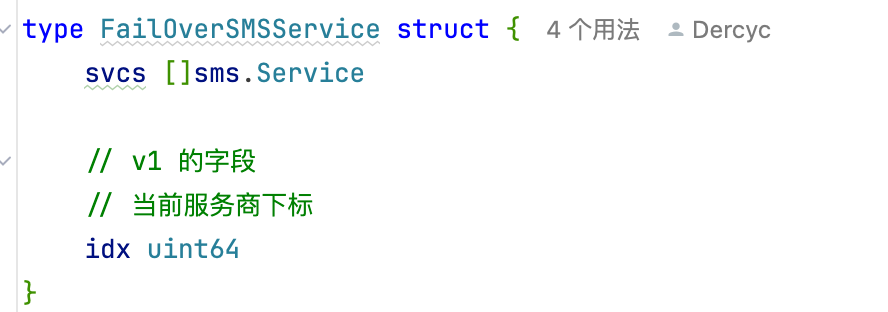 type FailOverSMSService struct { 4 个用法 Dercyc
svcs []sms.Service
// v1 的字段
// 当前服务商下标
idx uint64
}